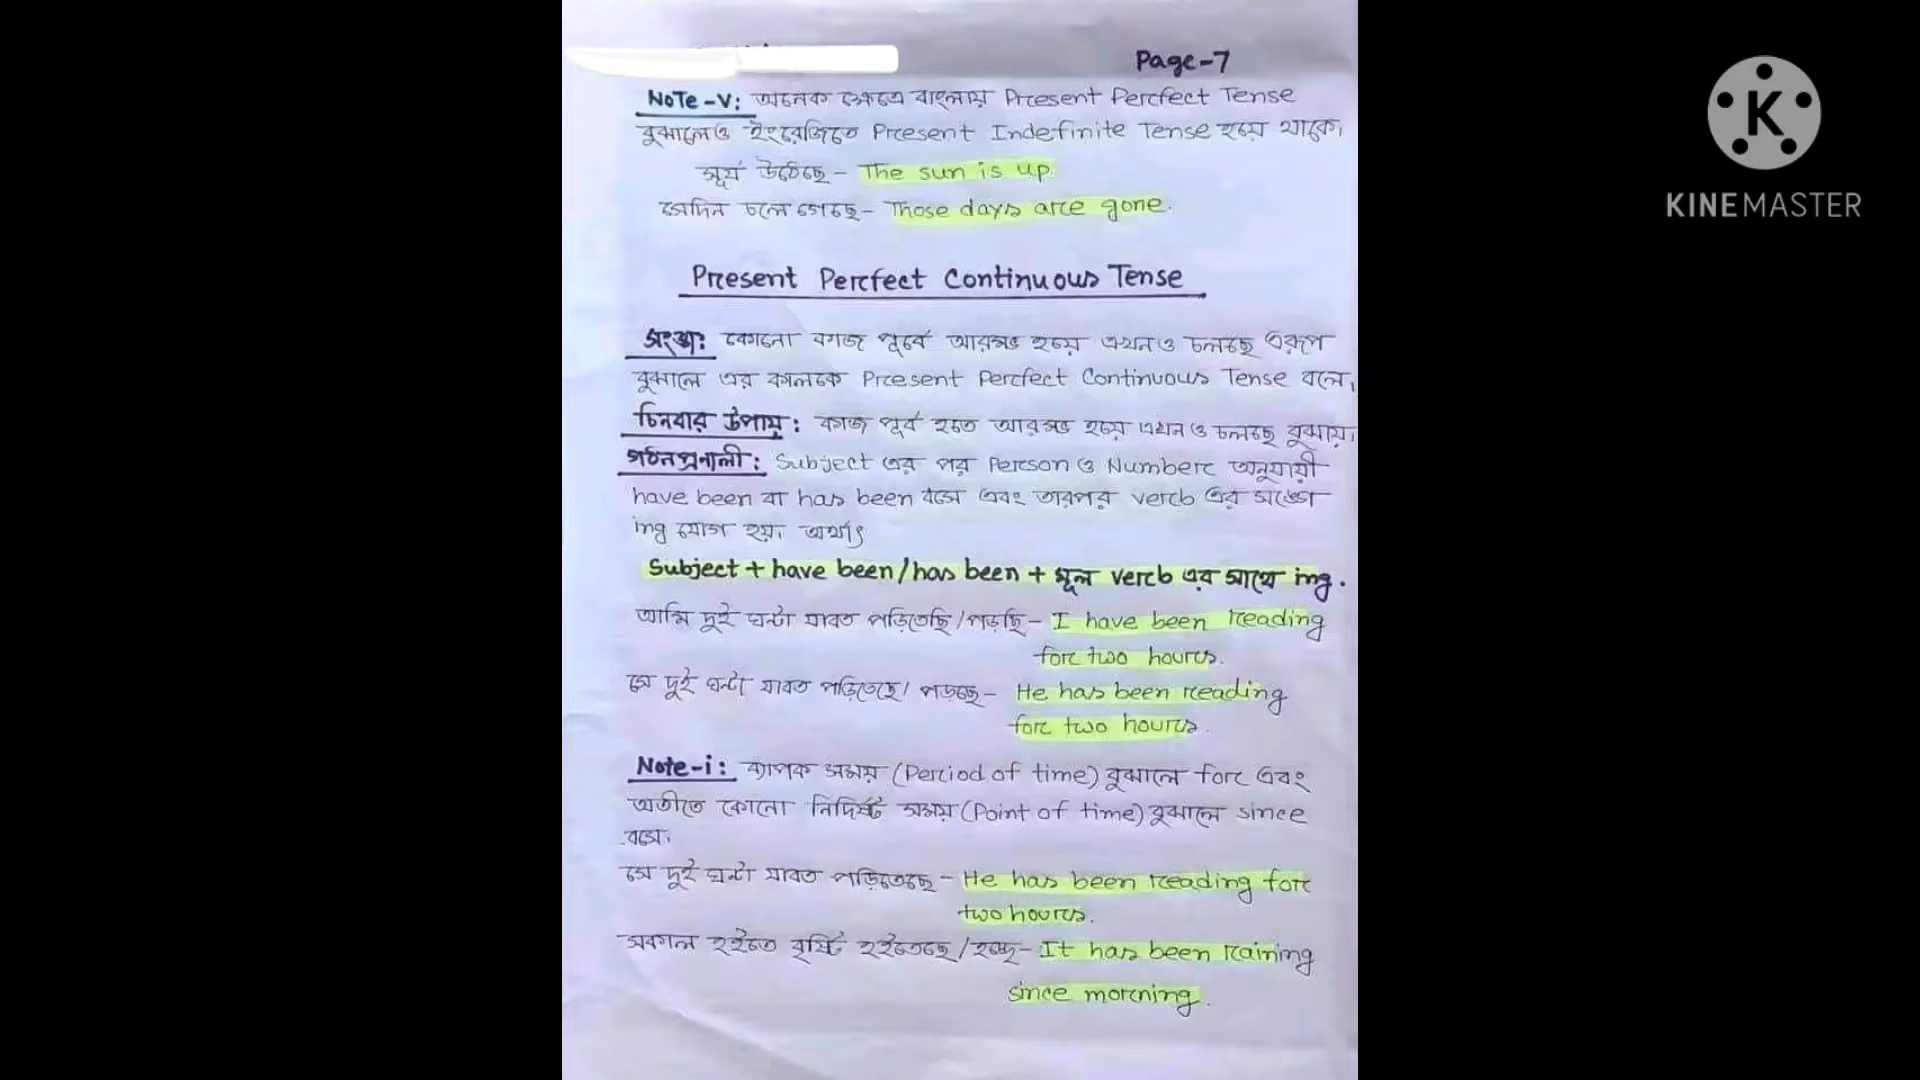 Page-7
NoTe-V: অনেক ক্ষেত্রে বাংলায় Present Perfect Tense
বুঝালেও ইংরেজিতে Present Indefinite Tense হয়ে থাকে।
সূর্য উঠেছে- The sun is up.
সেদিন চলে গেছে- Those days are gone.
Present Perfect Continuous Tense
সংজ্ঞা: কোনো কাজ পূর্বে আরম্ভ হয়ে এখনও চলছে এরূপ
বুঝালে এর কালকে Present Perfect Continuous Tense বলে।
চিনবার উপায়: কাজ পূর্ব হতে আরম্ভ হয়ে এখনও চলছে বুঝায়।
গঠনপ্রনালী: Subject এর পর Person ও Number অনুযায়ী
have been বা has been বসে এবং তারপর verb এর সঙ্গে
ing যোগ হয়। অর্থাৎ
Subject + have been/has been + মূল verb এর সাথে ing.
আমি দুই ঘন্টা যাবত পড়িতেছি/পড়ছি- I have been reading
for two hours.
সে দুই ঘন্টা যাবত পড়িতেছে/পড়ছে- He has been reading
for two hours.
Note-i: ব্যাপক সময় (Period of time) বুঝালে for এবং
অতীতে কোনো নির্দিষ্ট সময় (Point of time) বুঝালে since
বসে।
সে দুই ঘন্টা যাবত পড়িতেছে- He has been reading for
two hours.
সকাল হইতে বৃষ্টি হইতেছে/হচ্ছে- It has been raining
since morning.
K
KINEMASTER